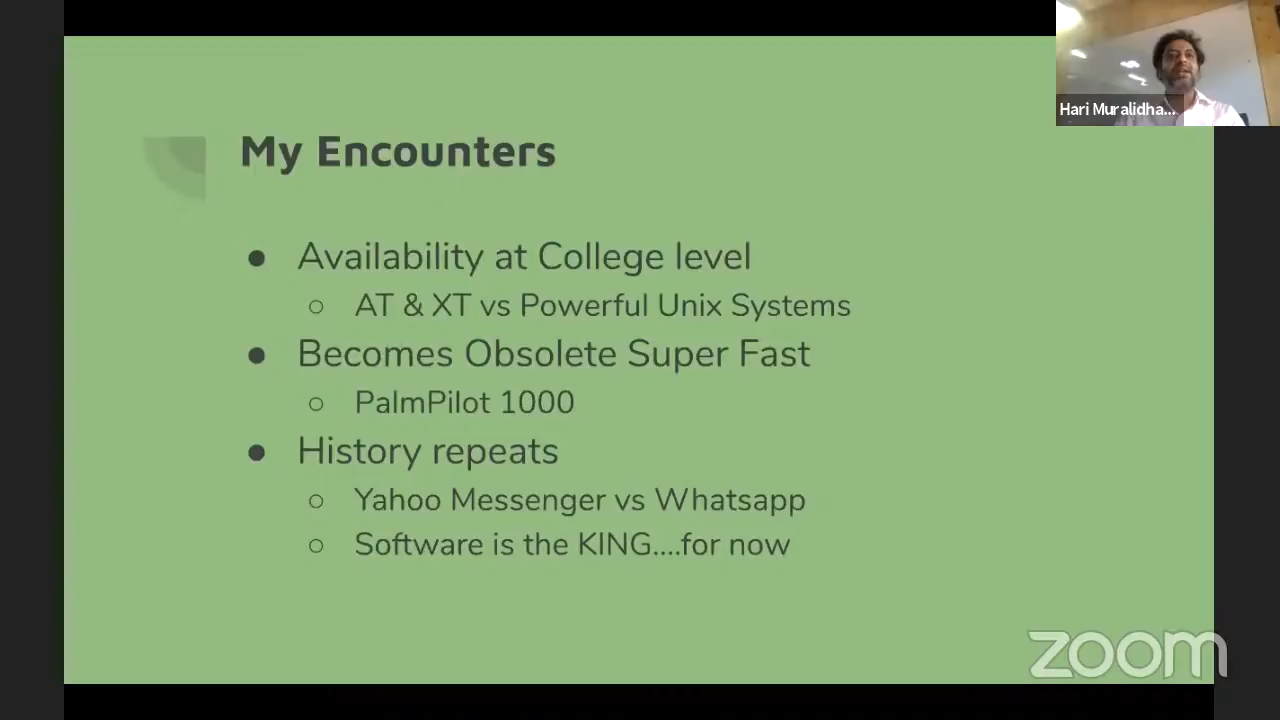 Hari Muralidha...
My Encounters
● Availability at College level
○ AT & XT vs Powerful Unix Systems
● Becomes Obsolete Super Fast
○ PalmPilot 1000
● History repeats
○ Yahoo Messenger vs Whatsapp
○ Software is the KING....for now
zoom